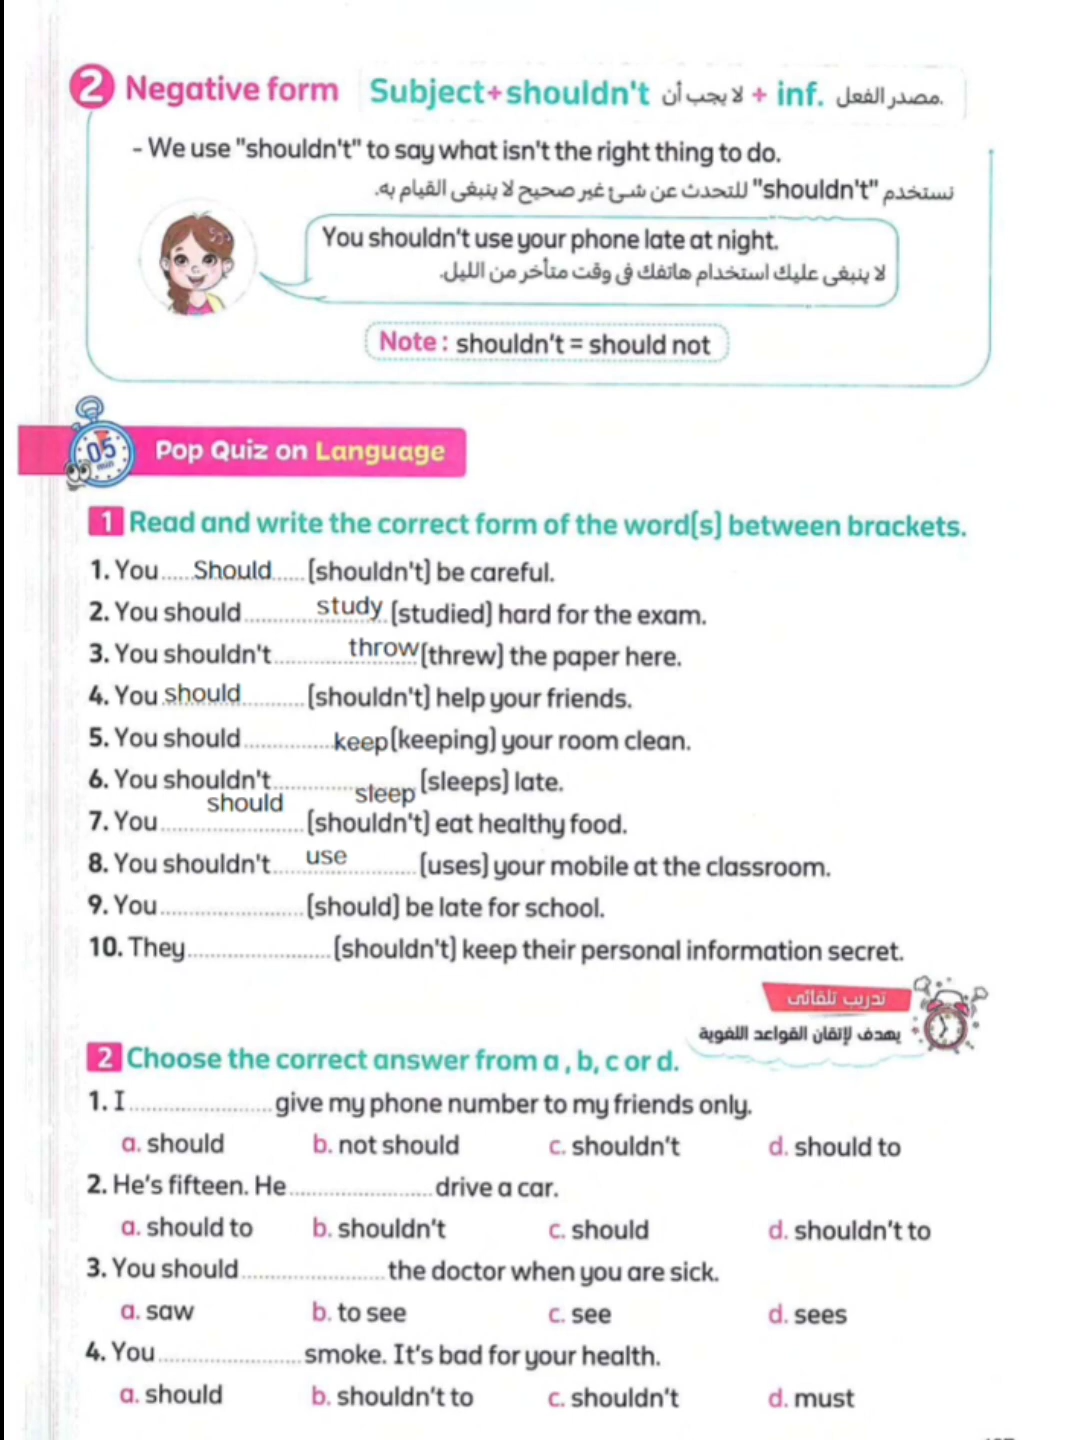 2 Negative form Subject+shouldn't لا يجب أن + inf. مصدر الفعل.
- We use "shouldn't" to say what isn't the right thing to do.
نستخدم "shouldn't" للتحدث عن شئ غير صحيح لا ينبغى القيام به.
You shouldn't use your phone late at night.
لا ينبغى عليك استخدام هاتفك فى وقت متأخر من الليل.
Note: shouldn't = should not
05 min
Pop Quiz on Language
1 Read and write the correct form of the word(s) between brackets.
1. You ..... Should ..... (shouldn't) be careful.
2. You should ............ study (studied) hard for the exam.
3. You shouldn't ............ throw (threw) the paper here.
4. You should ......... (shouldn't) help your friends.
5. You should ............ keep (keeping) your room clean.
6. You shouldn't ............ sleep (sleeps) late.
7. You should ............ (shouldn't) eat healthy food.
8. You shouldn't ..... use ......... (uses) your mobile at the classroom.
9. You ...................... (should) be late for school.
10. They ...................... (shouldn't) keep their personal information secret.
تدريب تلقائى
يهدف لإتقان القواعد اللغوية
2 Choose the correct answer from a , b, c or d.
1. I ...................... give my phone number to my friends only.
a. should b. not should c. shouldn't d. should to
2. He's fifteen. He ...................... drive a car.
a. should to b. shouldn't c. should d. shouldn't to
3. You should ...................... the doctor when you are sick.
a. saw b. to see c. see d. sees
4. You ...................... smoke. It's bad for your health.
a. should b. shouldn't to c. shouldn't d. must